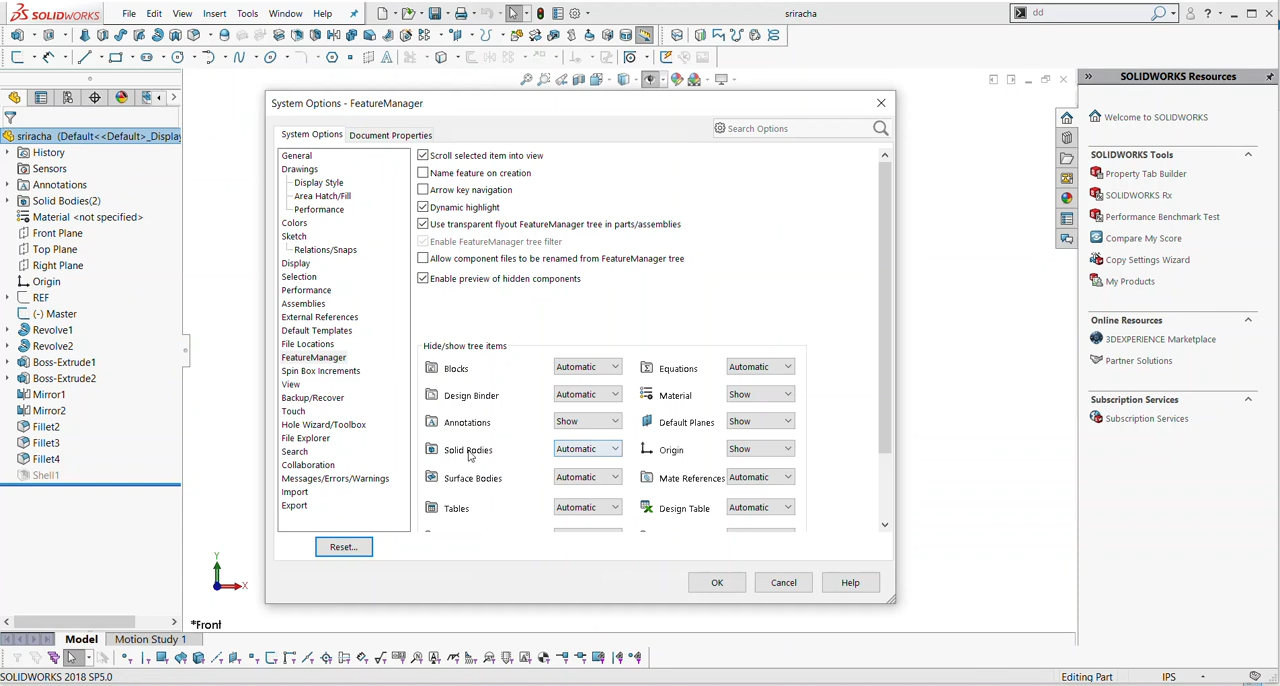 SOLIDWORKS File Edit View Insert Tools Window Help sriracha dd
sriracha (Default<<Default>_Display
History
Sensors
Annotations
Solid Bodies(2)
Material <not specified>
Front Plane
Top Plane
Right Plane
Origin
REF
(-) Master
Revolve1
Revolve2
Boss-Extrude1
Boss-Extrude2
Mirror1
Mirror2
Fillet2
Fillet3
Fillet4
Shell1
System Options - FeatureManager
System Options Document Properties Search Options
General
Drawings
Display Style
Area Hatch/Fill
Performance
Colors
Sketch
Relations/Snaps
Display
Selection
Performance
Assemblies
External References
Default Templates
File Locations
FeatureManager
Spin Box Increments
View
Backup/Recover
Touch
Hole Wizard/Toolbox
File Explorer
Search
Collaboration
Messages/Errors/Warnings
Import
Export
Reset...
Scroll selected item into view
Name feature on creation
Arrow key navigation
Dynamic highlight
Use transparent flyout FeatureManager tree in parts/assemblies
Enable FeatureManager tree filter
Allow component files to be renamed from FeatureManager tree
Enable preview of hidden components
Hide/show tree items
Blocks Automatic Equations Automatic
Design Binder Automatic Material Show
Annotations Show Default Planes Show
Solid Bodies Automatic Origin Show
Surface Bodies Automatic Mate References Automatic
Tables Automatic Design Table Automatic
OK Cancel Help
SOLIDWORKS Resources
Welcome to SOLIDWORKS
SOLIDWORKS Tools
Property Tab Builder
SOLIDWORKS Rx
Performance Benchmark Test
Compare My Score
Copy Settings Wizard
My Products
Online Resources
3DEXPERIENCE Marketplace
Partner Solutions
Subscription Services
Subscription Services
Y
X
*Front
Model Motion Study 1
SOLIDWORKS 2018 SP5.0 Editing Part IPS